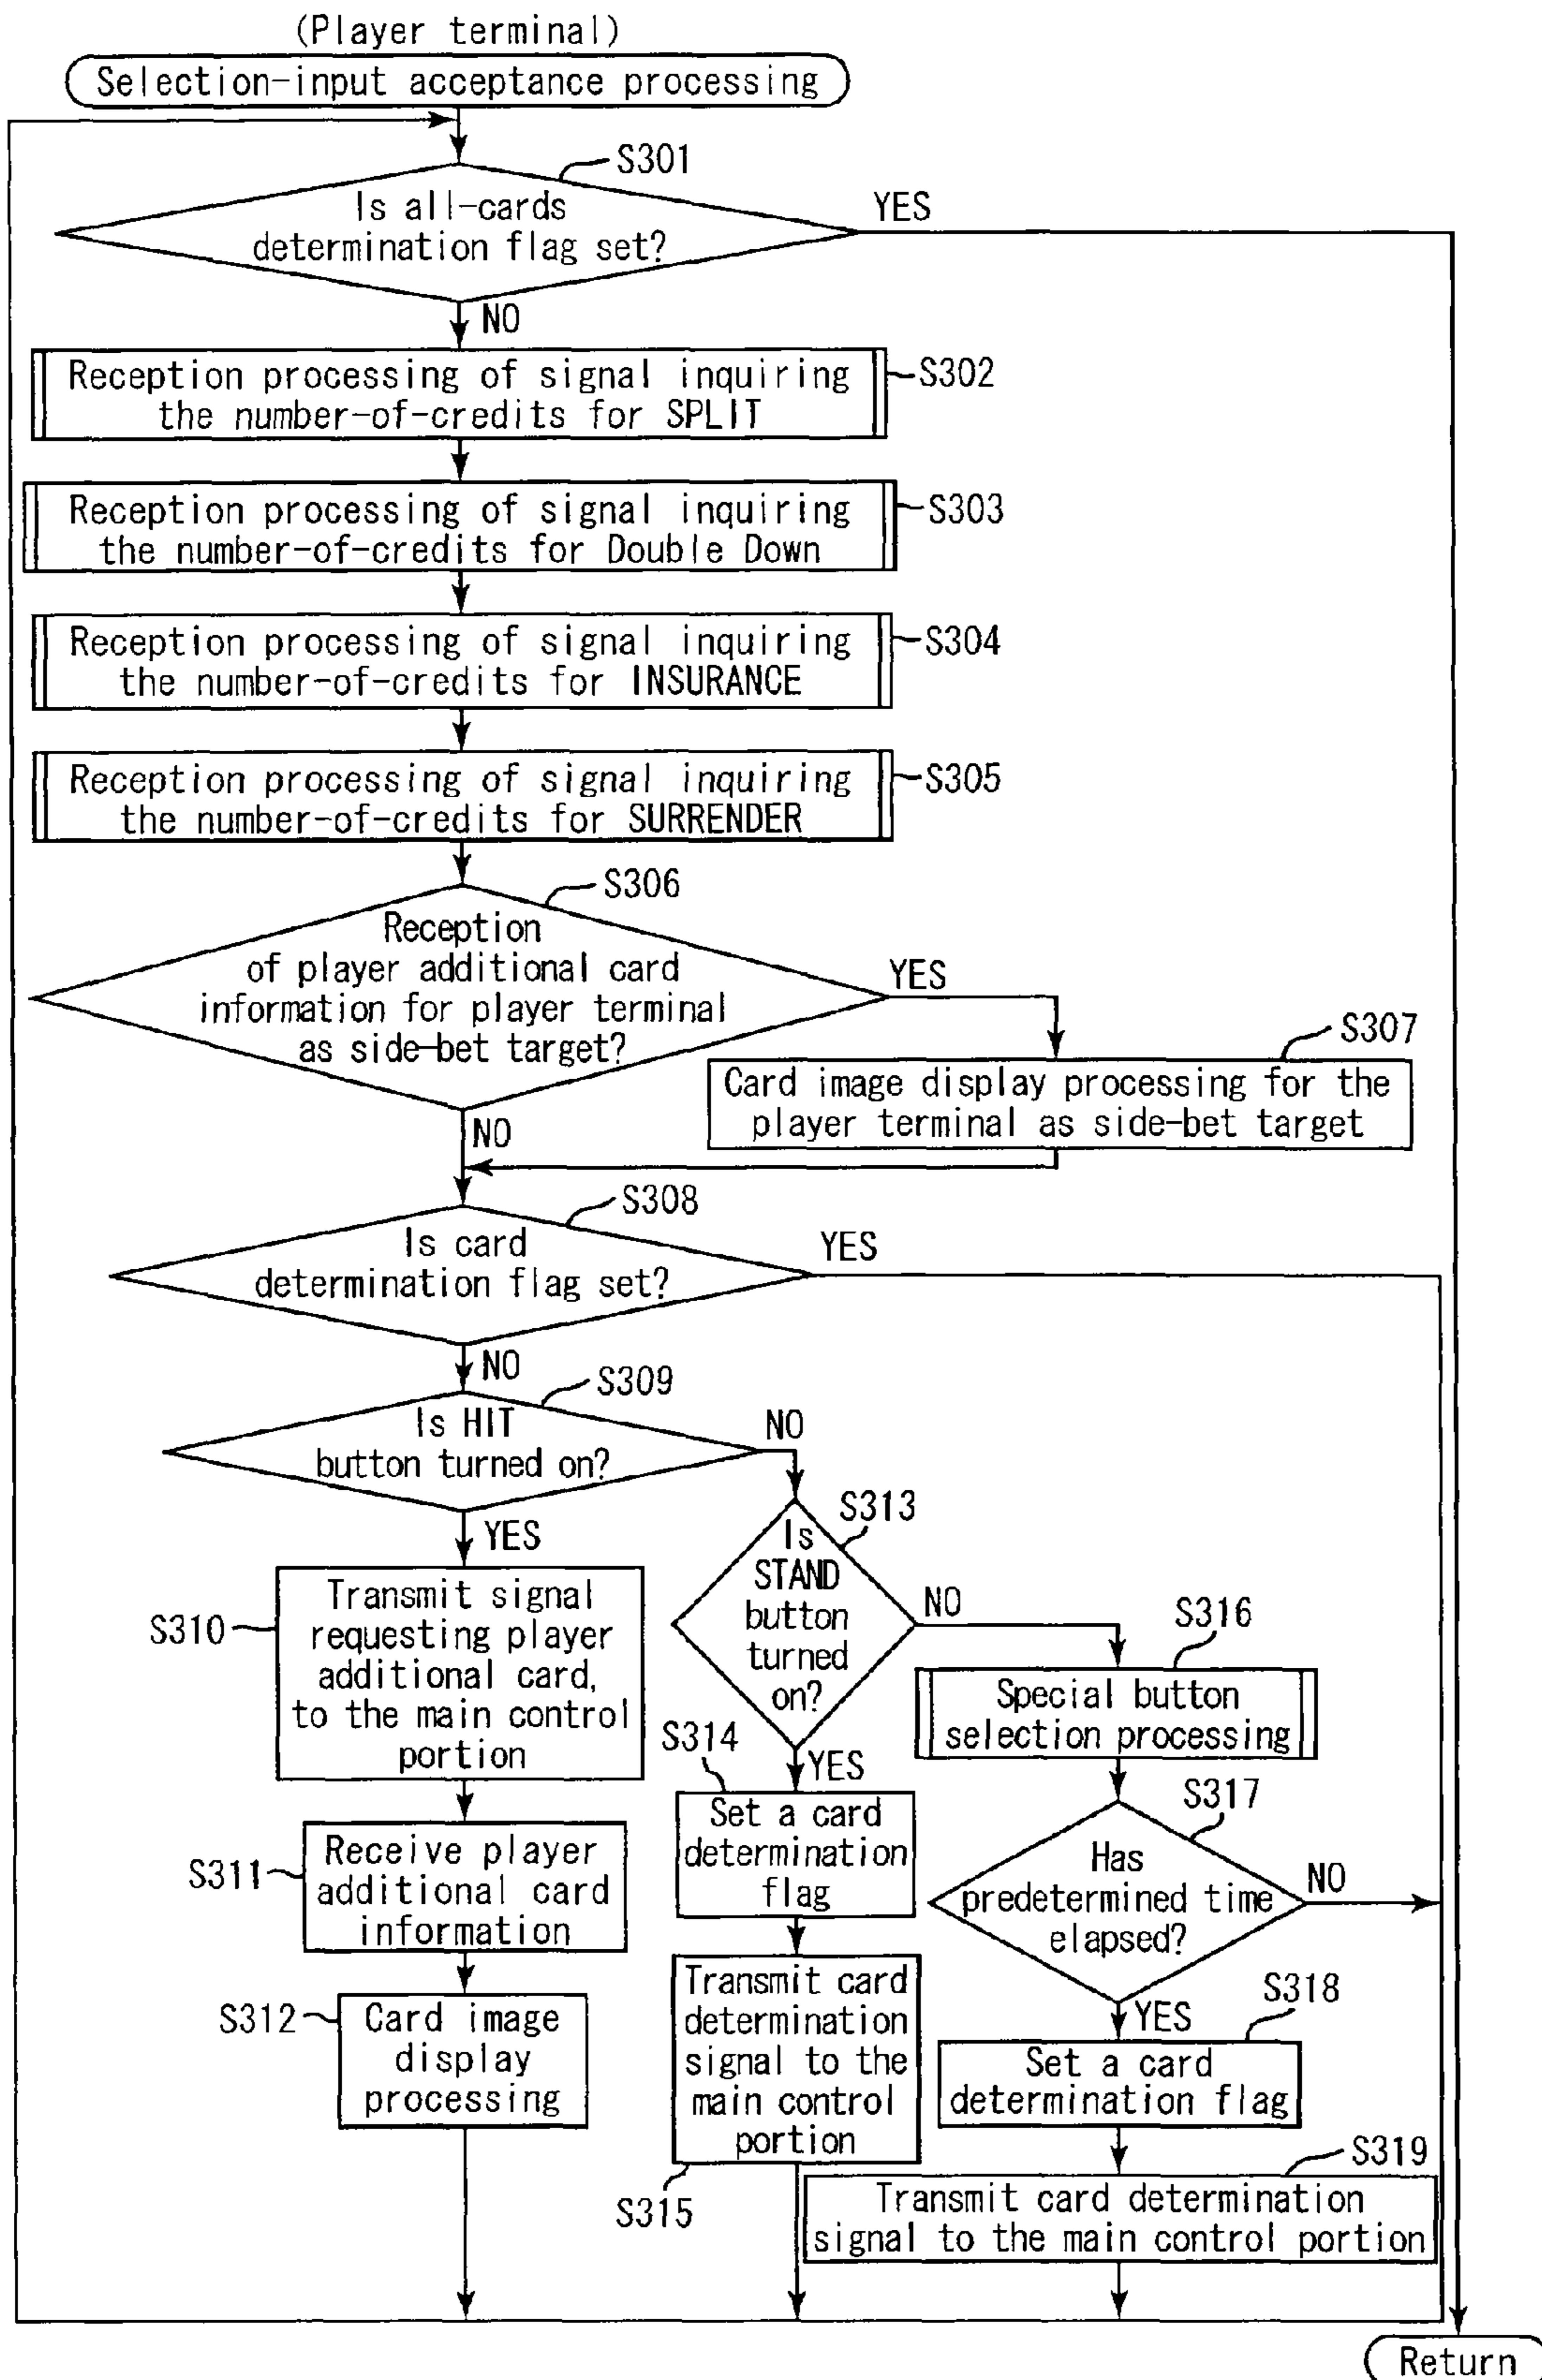 (Player terminal)
Selection-input acceptance processing
S301
Is all-cards
determination flag set?
YES
NO
Reception processing of signal inquiring
the number-of-credits for SPLIT
S302
Reception processing of signal inquiring
the number-of-credits for Double Down
S303
Reception processing of signal inquiring
the number-of-credits for INSURANCE
S304
Reception processing of signal inquiring
the number-of-credits for SURRENDER
S305
S306
Reception
of player additional card
information for player terminal
as side-bet target?
YES
NO
S307
Card image display processing for the
player terminal as side-bet target
S308
Is card
determination flag set?
YES
NO
S309
Is HIT
button turned on?
NO
YES
S310
Transmit signal
requesting player
additional card,
to the main control
portion
S311
Receive player
additional card
information
S312
Card image
display
processing
S313
Is
STAND
button
turned
on?
NO
YES
S314
Set a card
determination
flag
Transmit card
determination
signal to the
main control
portion
S315
S316
Special button
selection processing
S317
Has
predetermined time
elapsed?
NO
YES
S318
Set a card
determination flag
S319
Transmit card determination
signal to the main control portion
Return